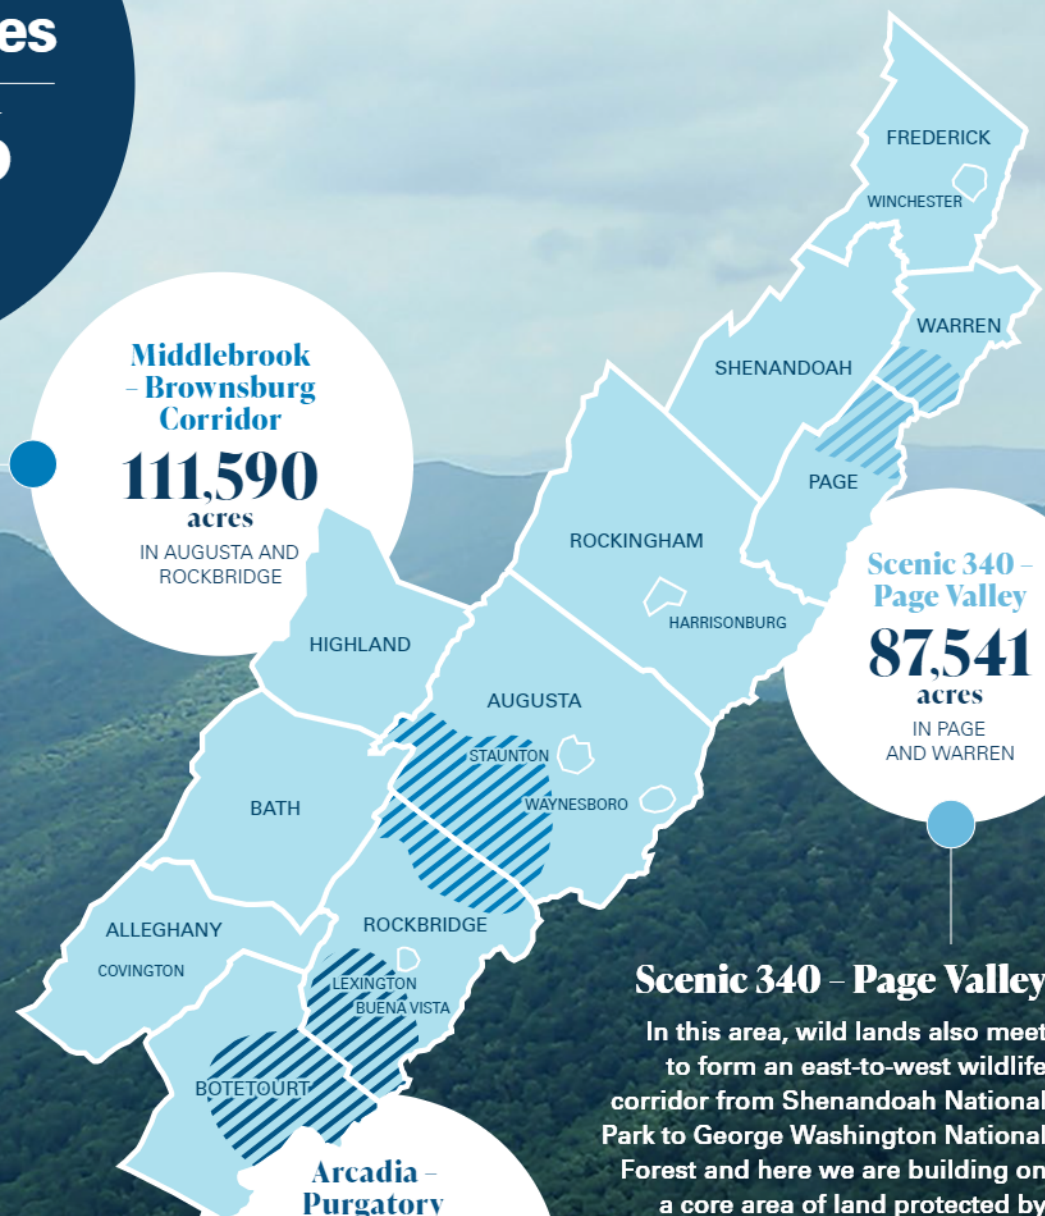 es
FREDERICK
WINCHESTER
WARREN
SHENANDOAH
PAGE
Middlebrook
– Brownsburg
Corridor
111,590
acres
IN AUGUSTA AND
ROCKBRIDGE
ROCKINGHAM
HARRISONBURG
Scenic 340 –
Page Valley
87,541
acres
IN PAGE
AND WARREN
HIGHLAND
AUGUSTA
STAUNTON
WAYNESBORO
BATH
ALLEGHANY
COVINGTON
ROCKBRIDGE
LEXINGTON
BUENA VISTA
BOTETOURT
Arcadia –
Purgatory
Scenic 340 – Page Valley
In this area, wild lands also meet
to form an east-to-west wildlife
corridor from Shenandoah National
Park to George Washington National
Forest and here we are building on
a core area of land protected by